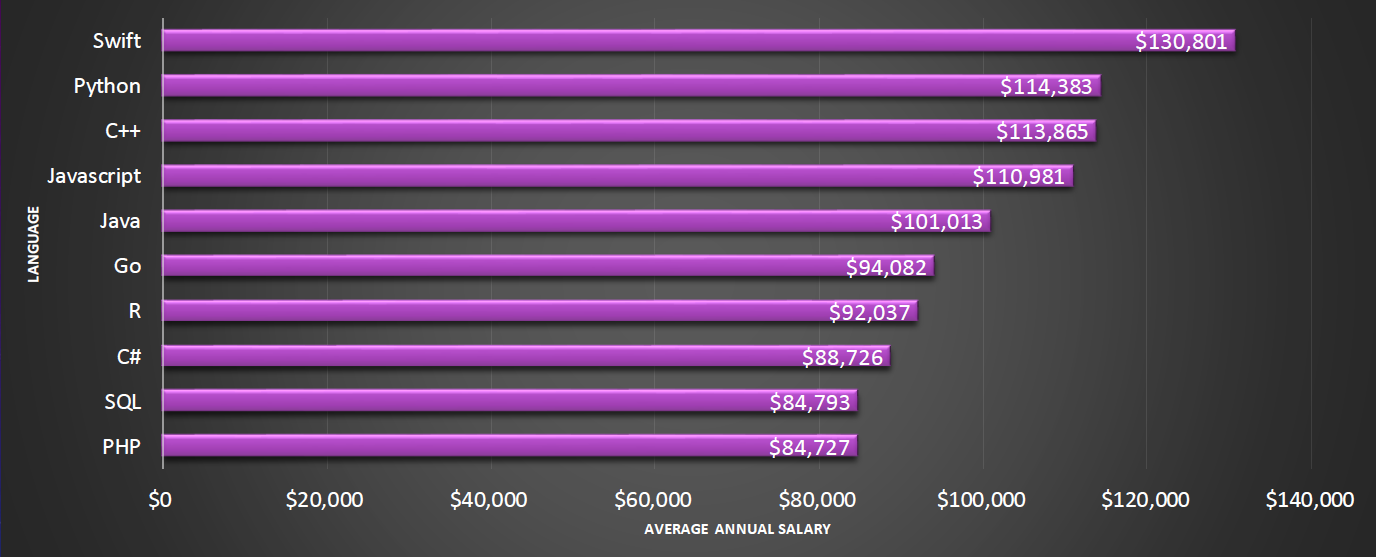 Swift $130,801
Python $114,383
C++ $113,865
Javascript $110,981
Java $101,013
Go $94,082
R $92,037
C# $88,726
SQL $84,793
PHP $84,727
LANGUAGE
$0 $20,000 $40,000 $60,000 $80,000 $100,000 $120,000 $140,000
AVERAGE ANNUAL SALARY